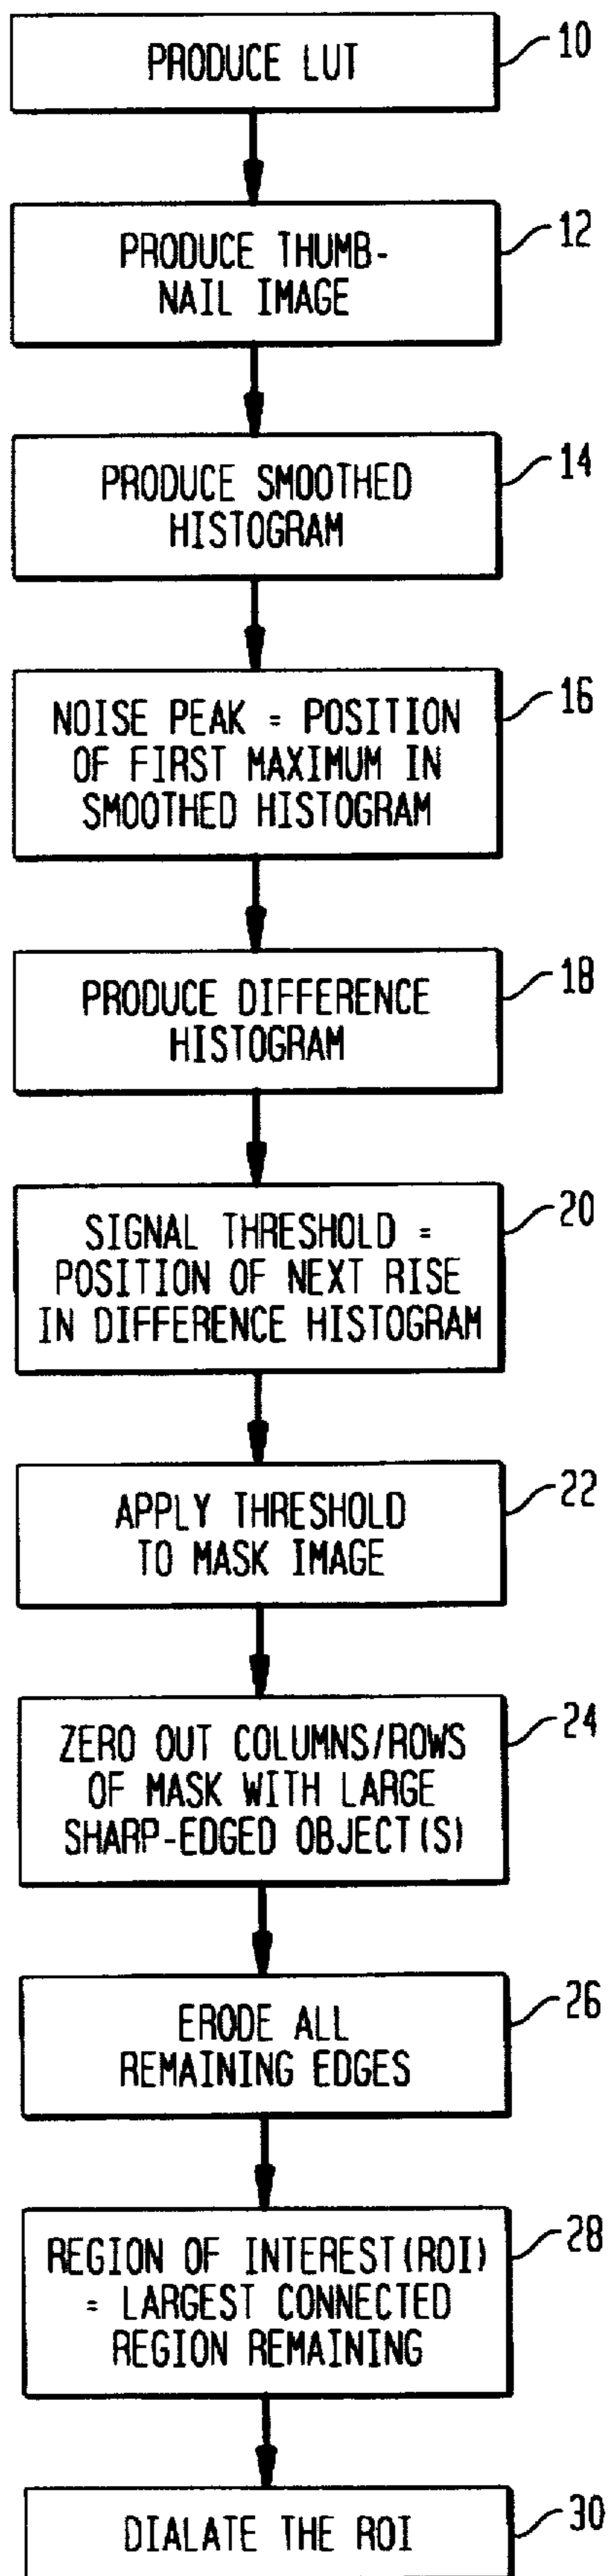 PRODUCE LUT
10
PRODUCE THUMB-
NAIL IMAGE
12
PRODUCE SMOOTHED
HISTOGRAM
14
NOISE PEAK = POSITION
OF FIRST MAXIMUM IN
SMOOTHED HISTOGRAM
16
PRODUCE DIFFERENCE
HISTOGRAM
18
SIGNAL THRESHOLD =
POSITION OF NEXT RISE
IN DIFFERENCE HISTOGRAM
20
APPLY THRESHOLD
TO MASK IMAGE
22
ZERO OUT COLUMNS/ROWS
OF MASK WITH LARGE
SHARP-EDGED OBJECT(S)
24
ERODE ALL
REMAINING EDGES
26
REGION OF INTEREST(ROI)
= LARGEST CONNECTED
REGION REMAINING
28
DIALATE THE ROI
30